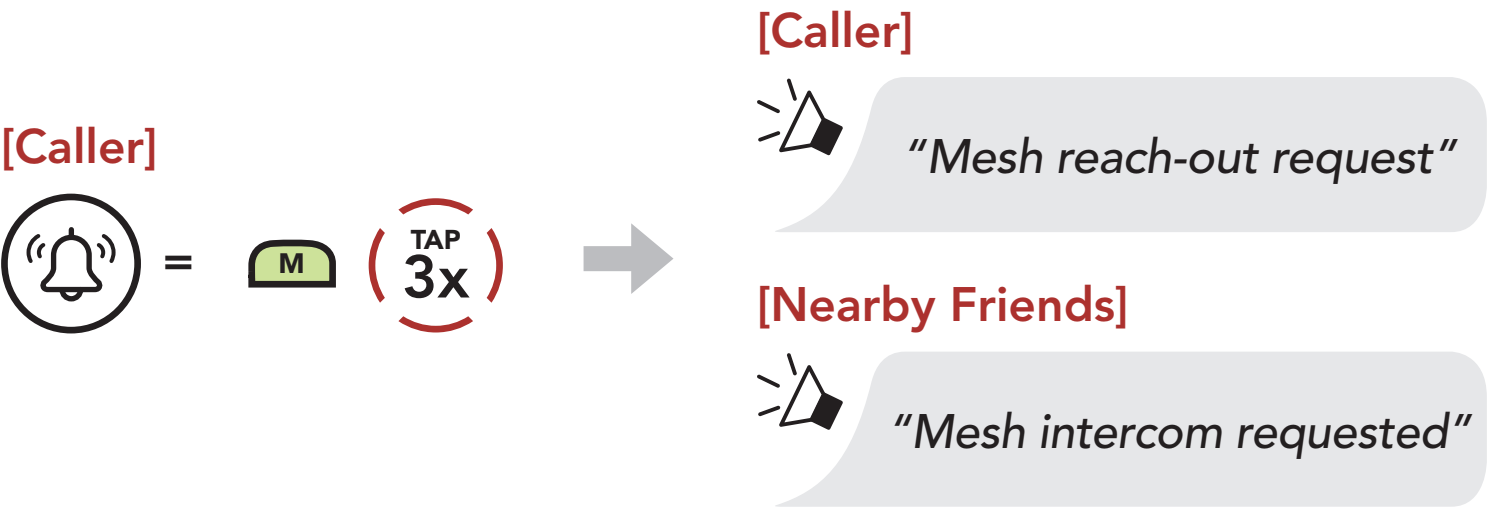 [Caller]
=
M
TAP
3x
[Caller]
“Mesh reach-out request”
[Nearby Friends]
“Mesh intercom requested”